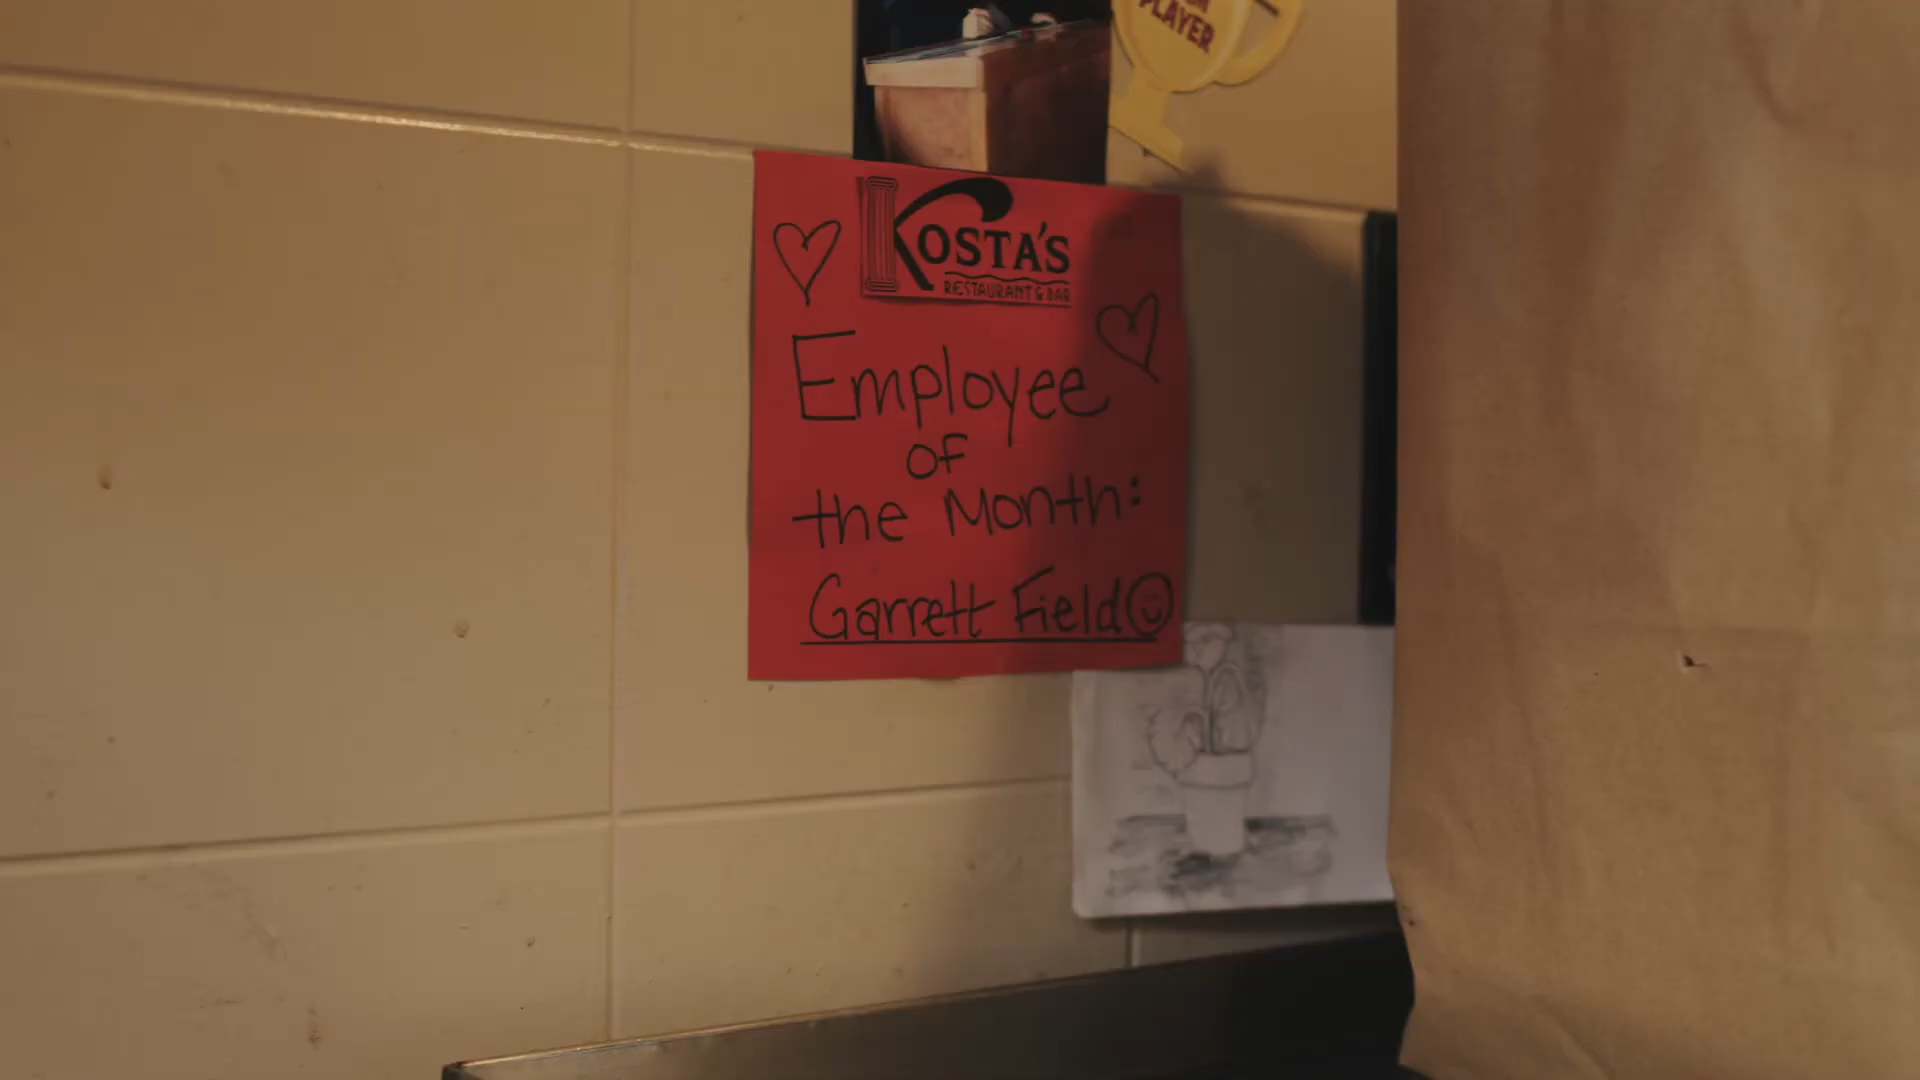 PLAYER
KOSTA'S
RESTAURANT & BAR
Employee
of
the Month:
Garrett Field